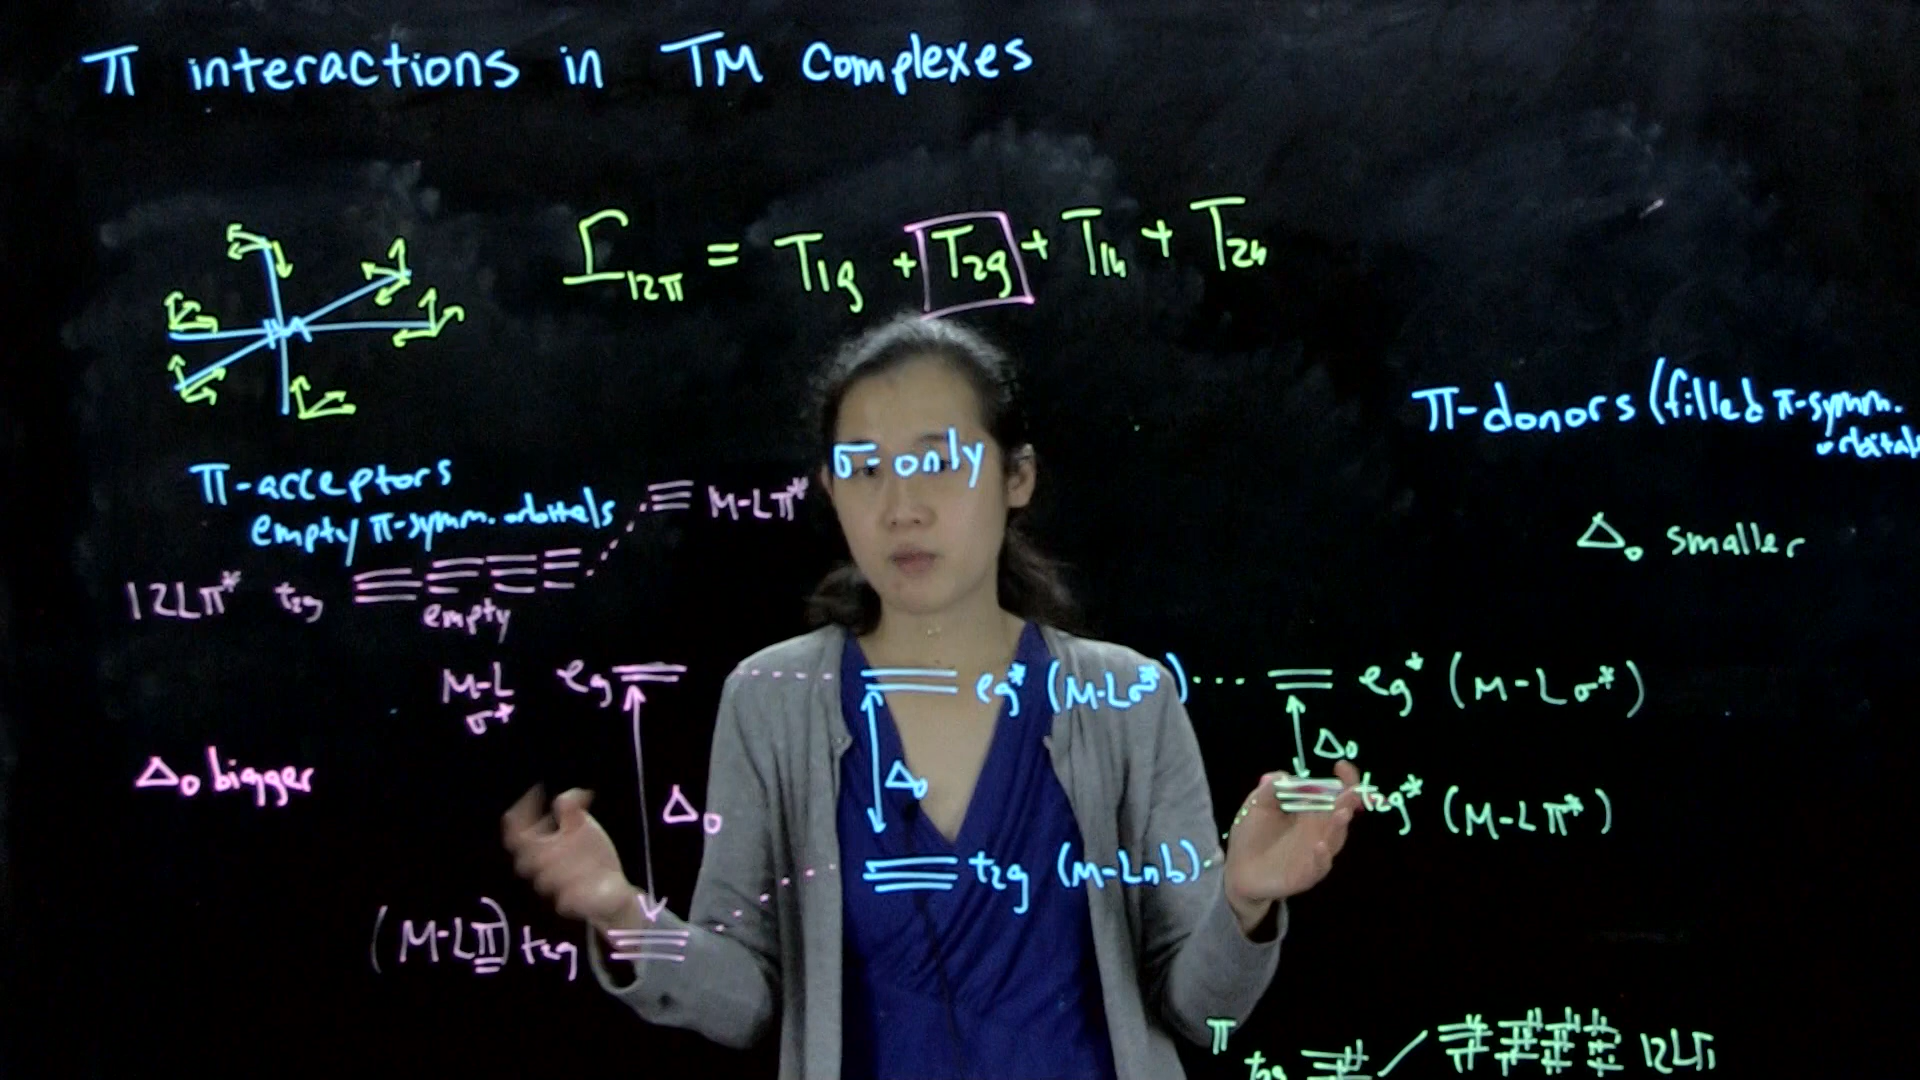 π interactions in TM complexes
Γ12π = T1g + T2g + T1u + T2u
π-acceptors
empty π-symm. orbitals
12Lπ* t2g
empty
M-Lπ*
M-L
σ*
eg
Δo bigger
Δo
(M-Lπ) t2g
σ-only
eg* (M-Lσ*)
Δo
t2g (M-Lnb)
π-donors (filled π-symm.
orbitals
Δo smaller
eg* (M-Lσ*)
Δo
t2g* (M-Lπ*)
π
t2g
12Lπ